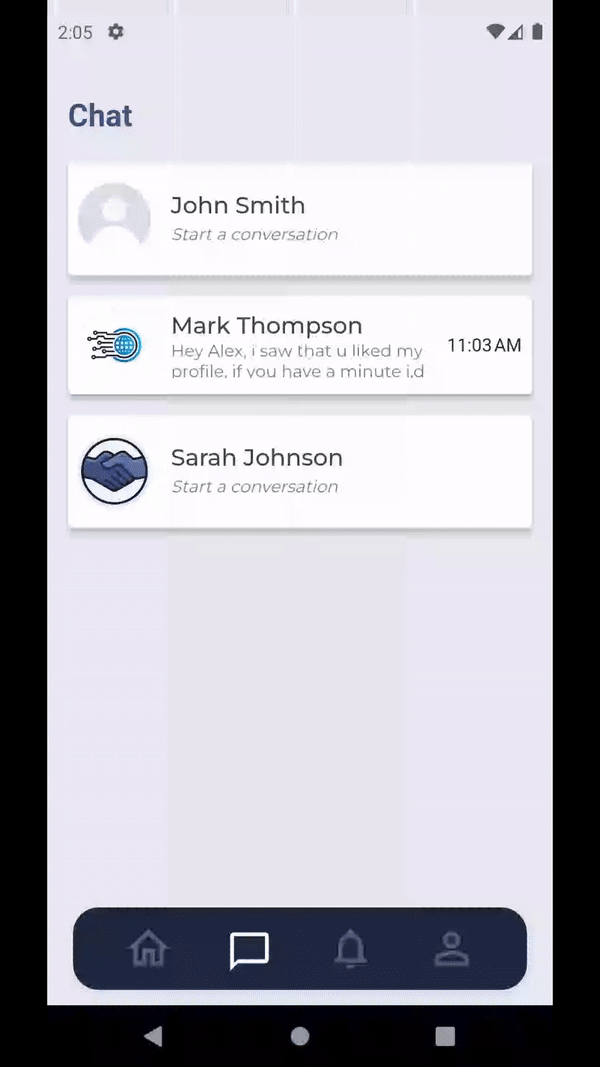 2:05
Chat
John Smith
Start a conversation
Mark Thompson
Hey Alex, i saw that u liked my
profile, if you have a minute i,d
11:03 AM
Sarah Johnson
Start a conversation